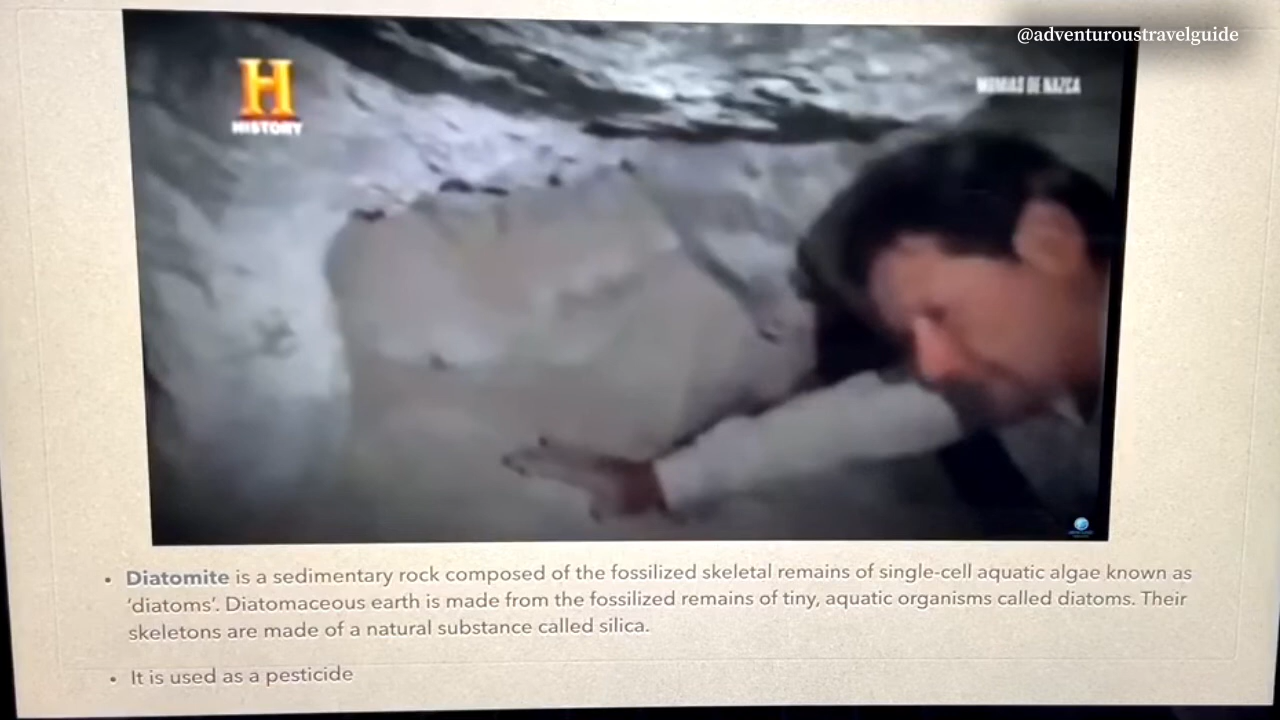 @adventuroustravelguide
H
HISTORY
MOMIAS DE NAZCA
• Diatomite is a sedimentary rock composed of the fossilized skeletal remains of single-cell aquatic algae known as
‘diatoms’. Diatomaceous earth is made from the fossilized remains of tiny, aquatic organisms called diatoms. Their
skeletons are made of a natural substance called silica.
• It is used as a pesticide